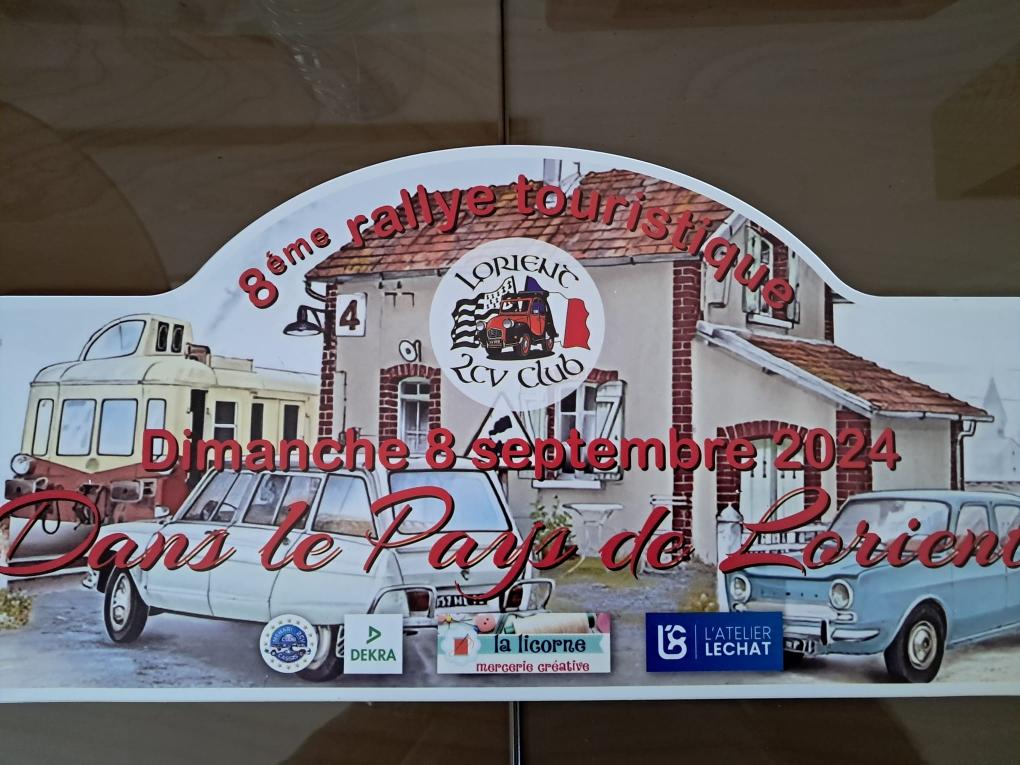 8ème rallye touristique
4
LORIENT
2CV Club
Dimanche 8 septembre 2024
Dans le Pays de Lorient
DEKRA
la licorne
mercerie créative
L'ATELIER
LECHAT